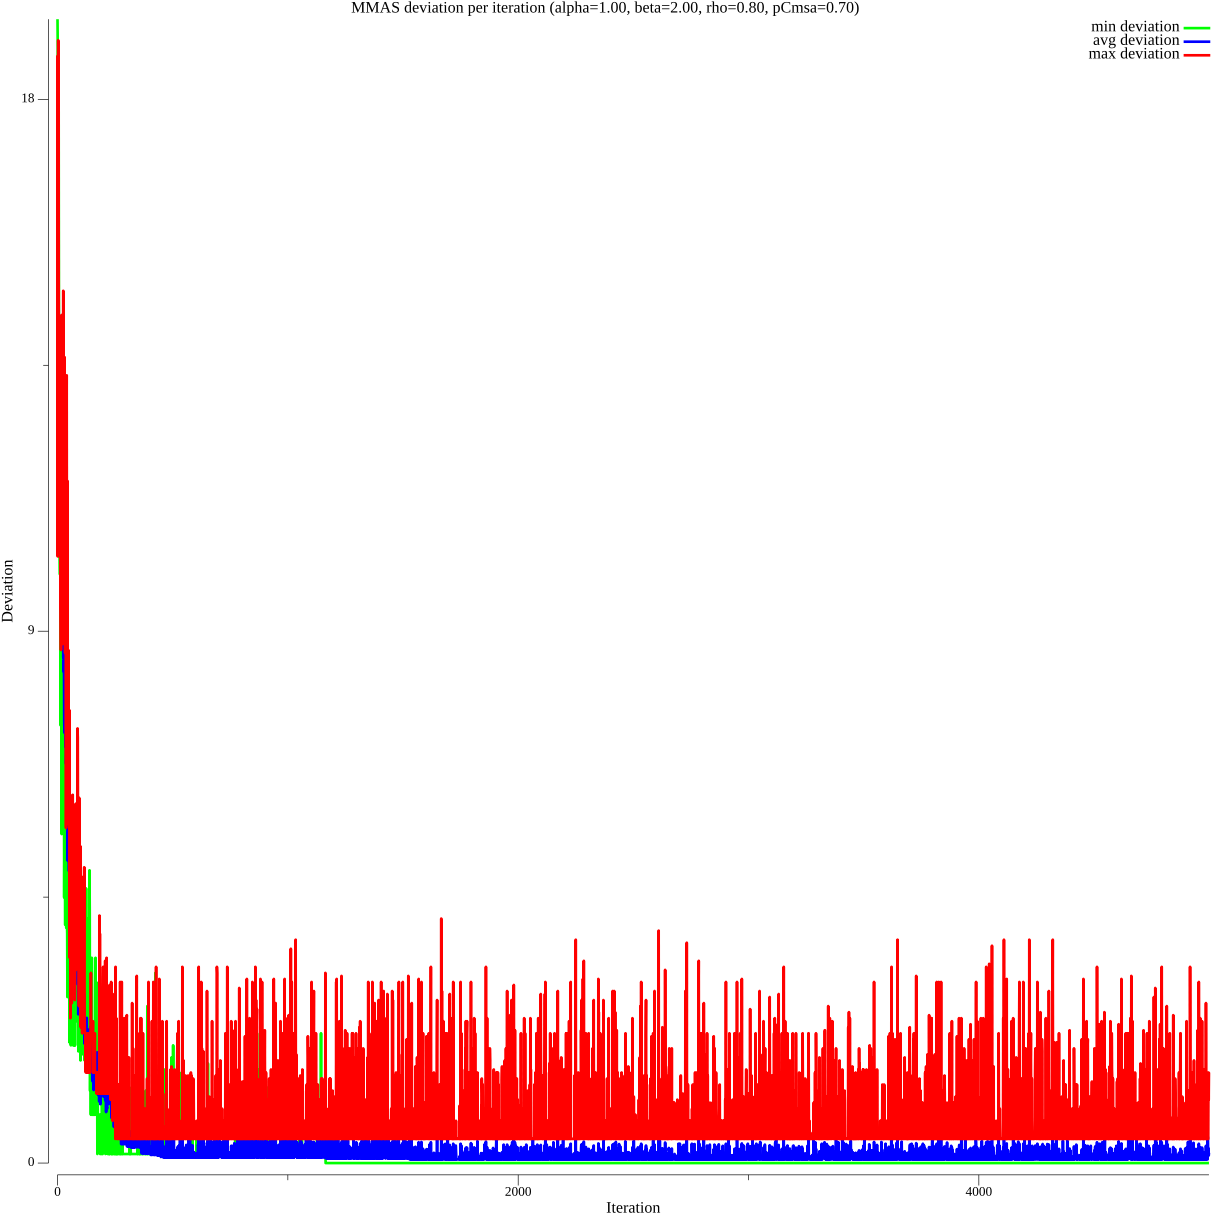 MMAS deviation per iteration (alpha=1.00, beta=2.00, rho=0.80, pCmsa=0.70)
min deviation
avg deviation
max deviation
18
9
0
Deviation
0
2000
4000
Iteration